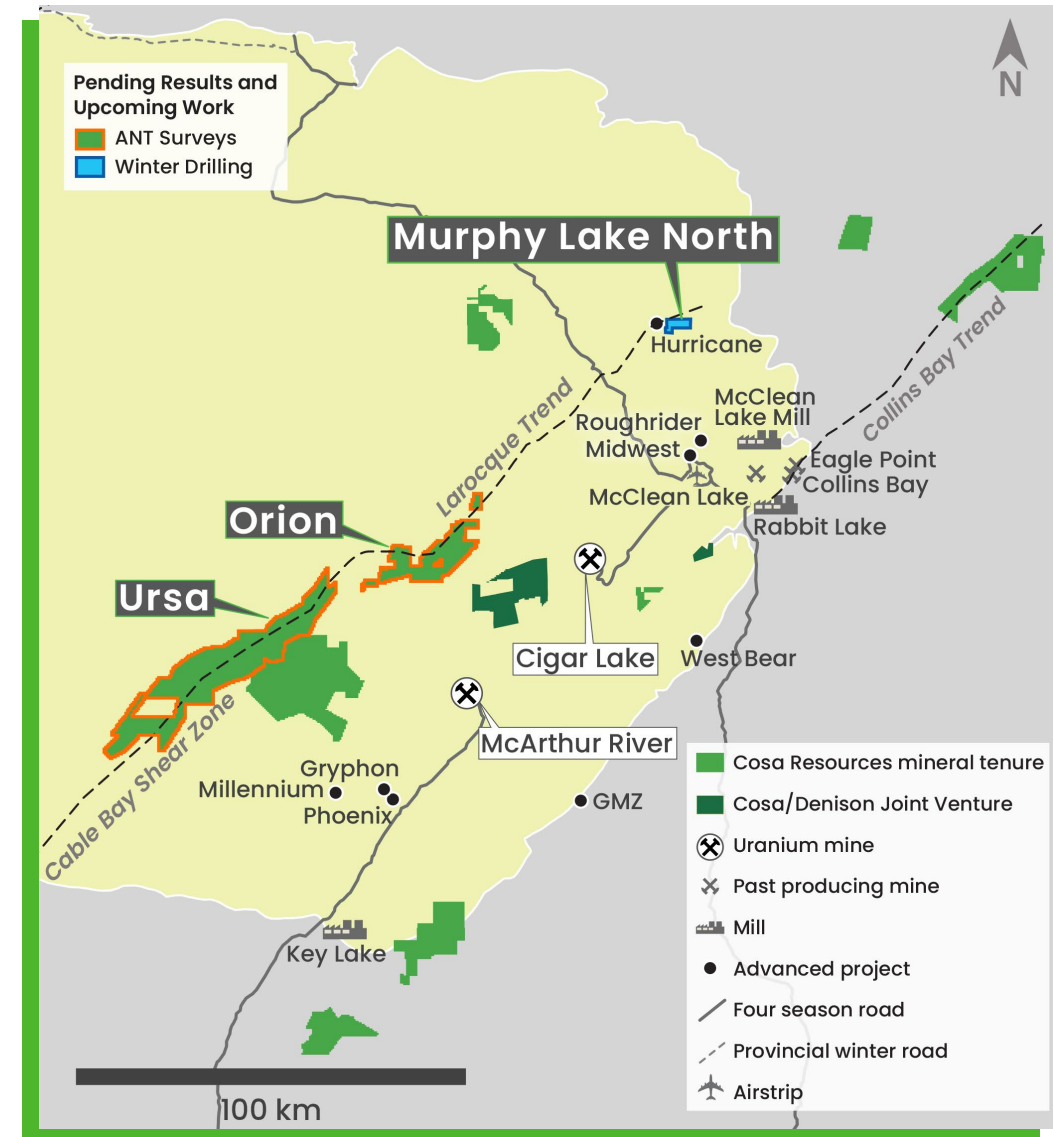 N
Pending Results and
Upcoming Work
ANT Surveys
Winter Drilling
Murphy Lake North
Hurricane
Collins Bay Trend
Larocque Trend
McClean
Lake Mill
Roughrider
Midwest
Eagle Point
Collins Bay
McClean Lake
Rabbit Lake
Orion
Ursa
Cigar Lake
West Bear
McArthur River
Cable Bay Shear Zone
Gryphon
Millennium
Phoenix
GMZ
Key Lake
Cosa Resources mineral tenure
Cosa/Denison Joint Venture
Uranium mine
Past producing mine
Mill
Advanced project
Four season road
Provincial winter road
Airstrip
100 km